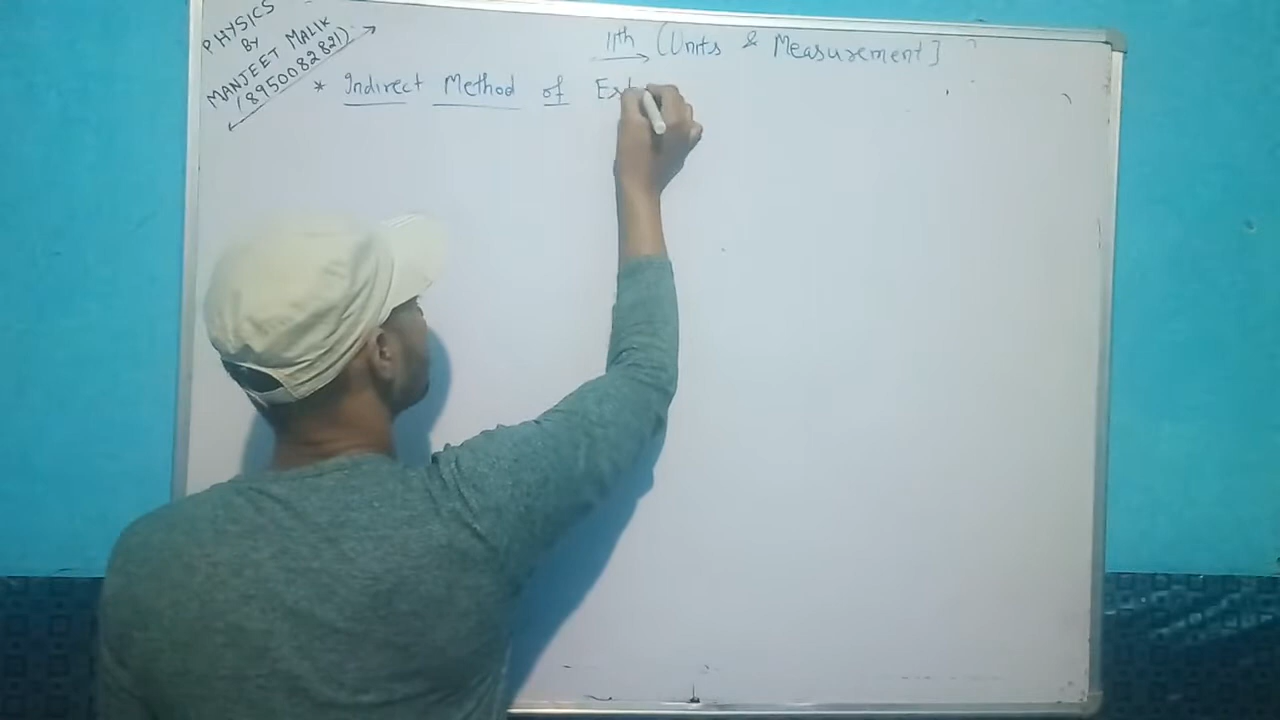 PHYSICS
BY
MANJEET MALIK
(8950082821)
11th (Units & Measurement]
* Indirect Method of